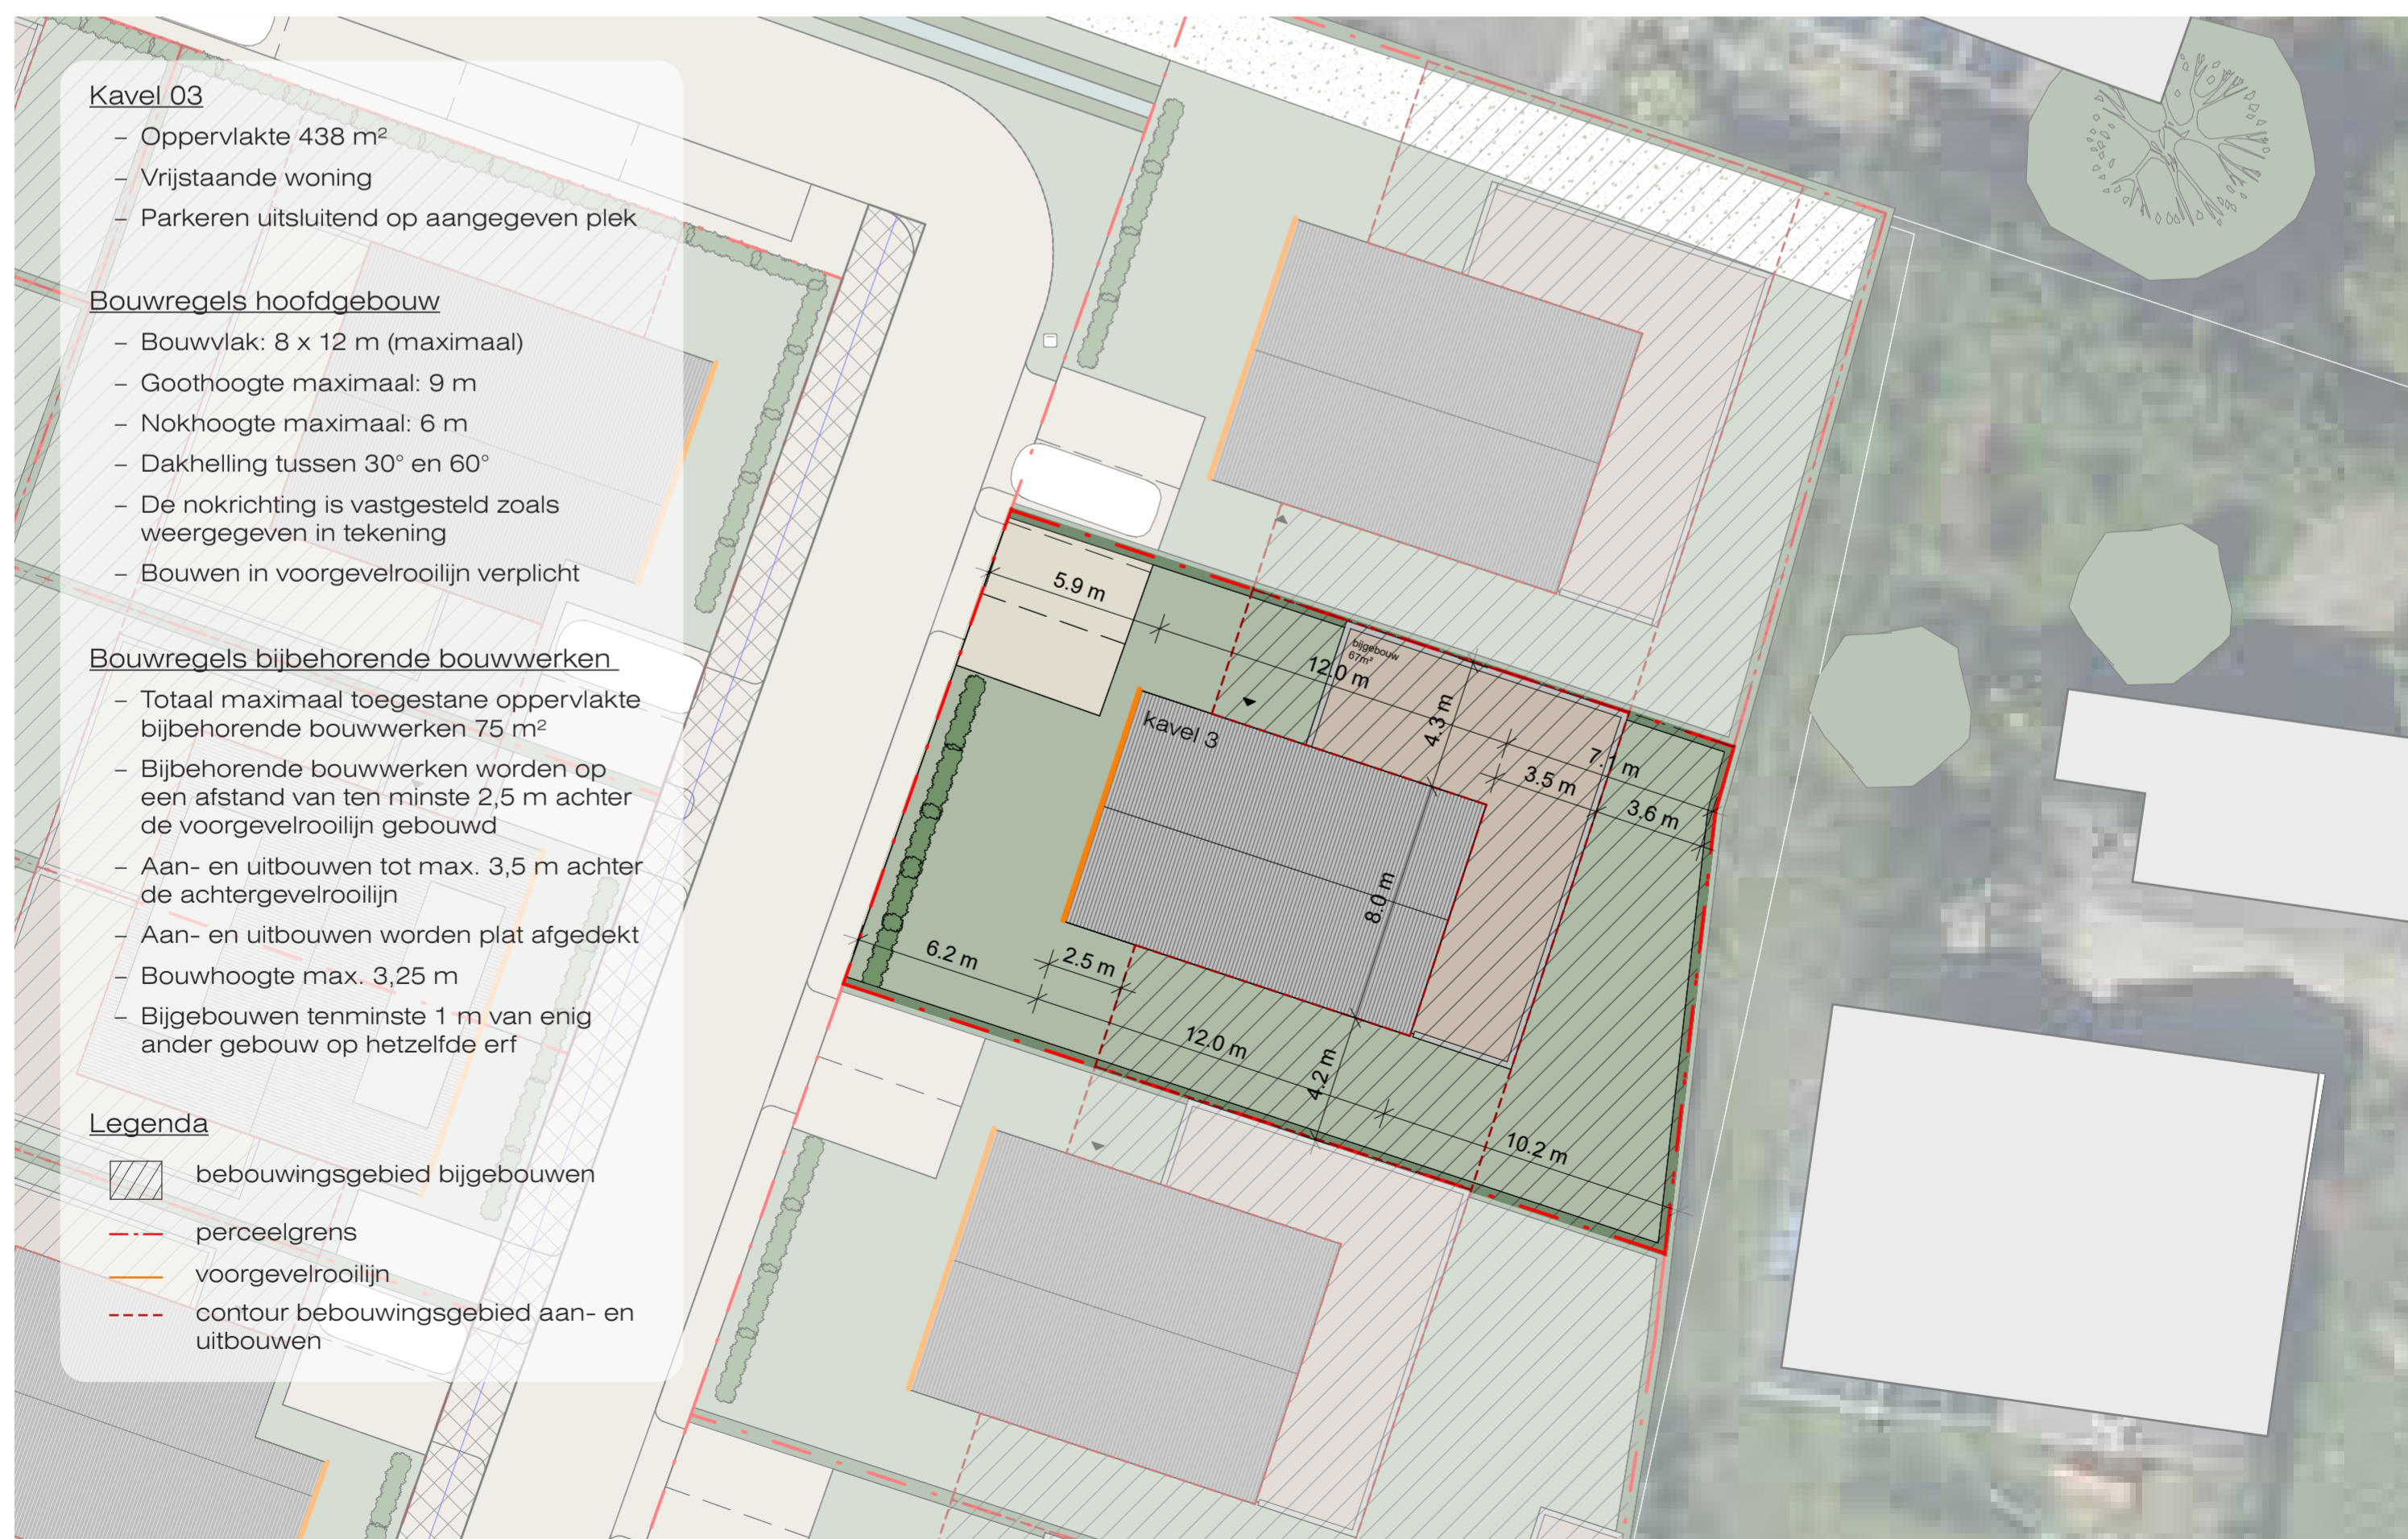 Kavel 03
– Oppervlakte 438 m²
– Vrijstaande woning
– Parkeren uitsluitend op aangegeven plek
Bouwregels hoofdgebouw
– Bouwvlak: 8 x 12 m (maximaal)
– Goothoogte maximaal: 9 m
– Nokhoogte maximaal: 6 m
– Dakhelling tussen 30° en 60°
– De nokrichting is vastgesteld zoals
weergegeven in tekening
– Bouwen in voorgevelrooilijn verplicht
Bouwregels bijbehorende bouwwerken
– Totaal maximaal toegestane oppervlakte
bijbehorende bouwwerken 75 m²
– Bijbehorende bouwwerken worden op
een afstand van ten minste 2,5 m achter
de voorgevelrooilijn gebouwd
– Aan- en uitbouwen tot max. 3,5 m achter
de achtergevelrooilijn
– Aan- en uitbouwen worden plat afgedekt
– Bouwhoogte max. 3,25 m
– Bijgebouwen tenminste 1 m van enig
ander gebouw op hetzelfde erf
Legenda
bebouwingsgebied bijgebouwen
perceelgrens
voorgevelrooilijn
contour bebouwingsgebied aan- en
uitbouwen
5.9 m
bijgebouw
67m²
12.0 m
4.3 m
kavel 3
7.1 m
3.5 m
3.6 m
8.0 m
6.2 m
2.5 m
12.0 m
4.2 m
10.2 m